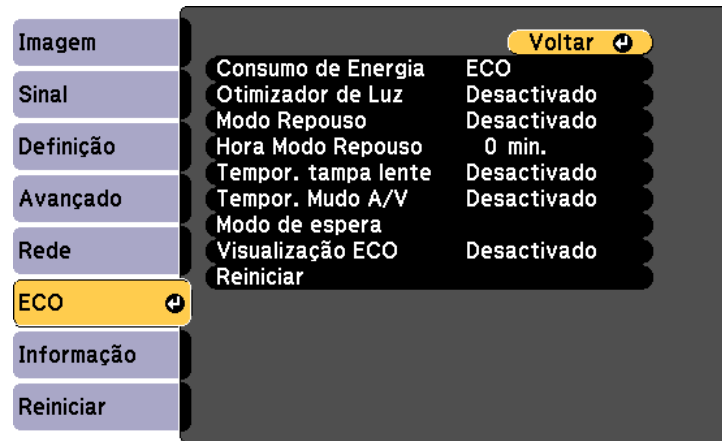 Imagem
Sinal
Definição
Avançado
Rede
ECO
Informação
Reiniciar
Voltar
Consumo de Energia ECO
Otimizador de Luz Desactivado
Modo Repouso Desactivado
Hora Modo Repouso 0 min.
Tempor. tampa lente Desactivado
Tempor. Mudo A/V Desactivado
Modo de espera
Visualização ECO Desactivado
Reiniciar